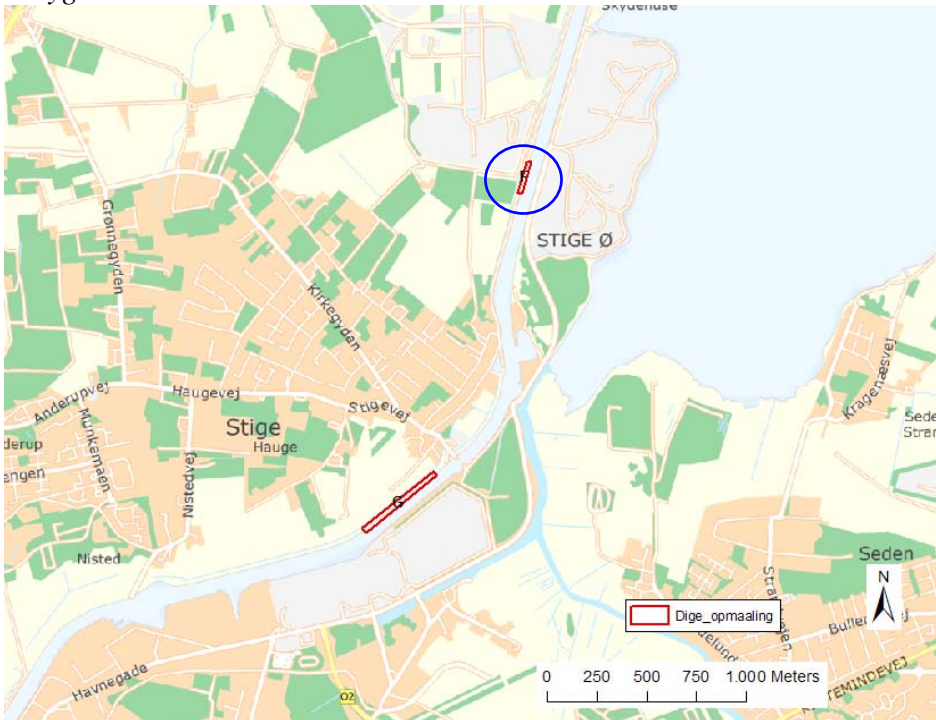 F
STIGE Ø
Grønnegyden
Kirkegyden
Kragenæsvej
Anderupvej
Haugevej
Stigevej
Munkemaen
Stige
Hauge
Nistedvej
G
Nisted
Seden
N
Dige_opmaaling
Havnegade
O2
0 250 500 750 1.000 Meters